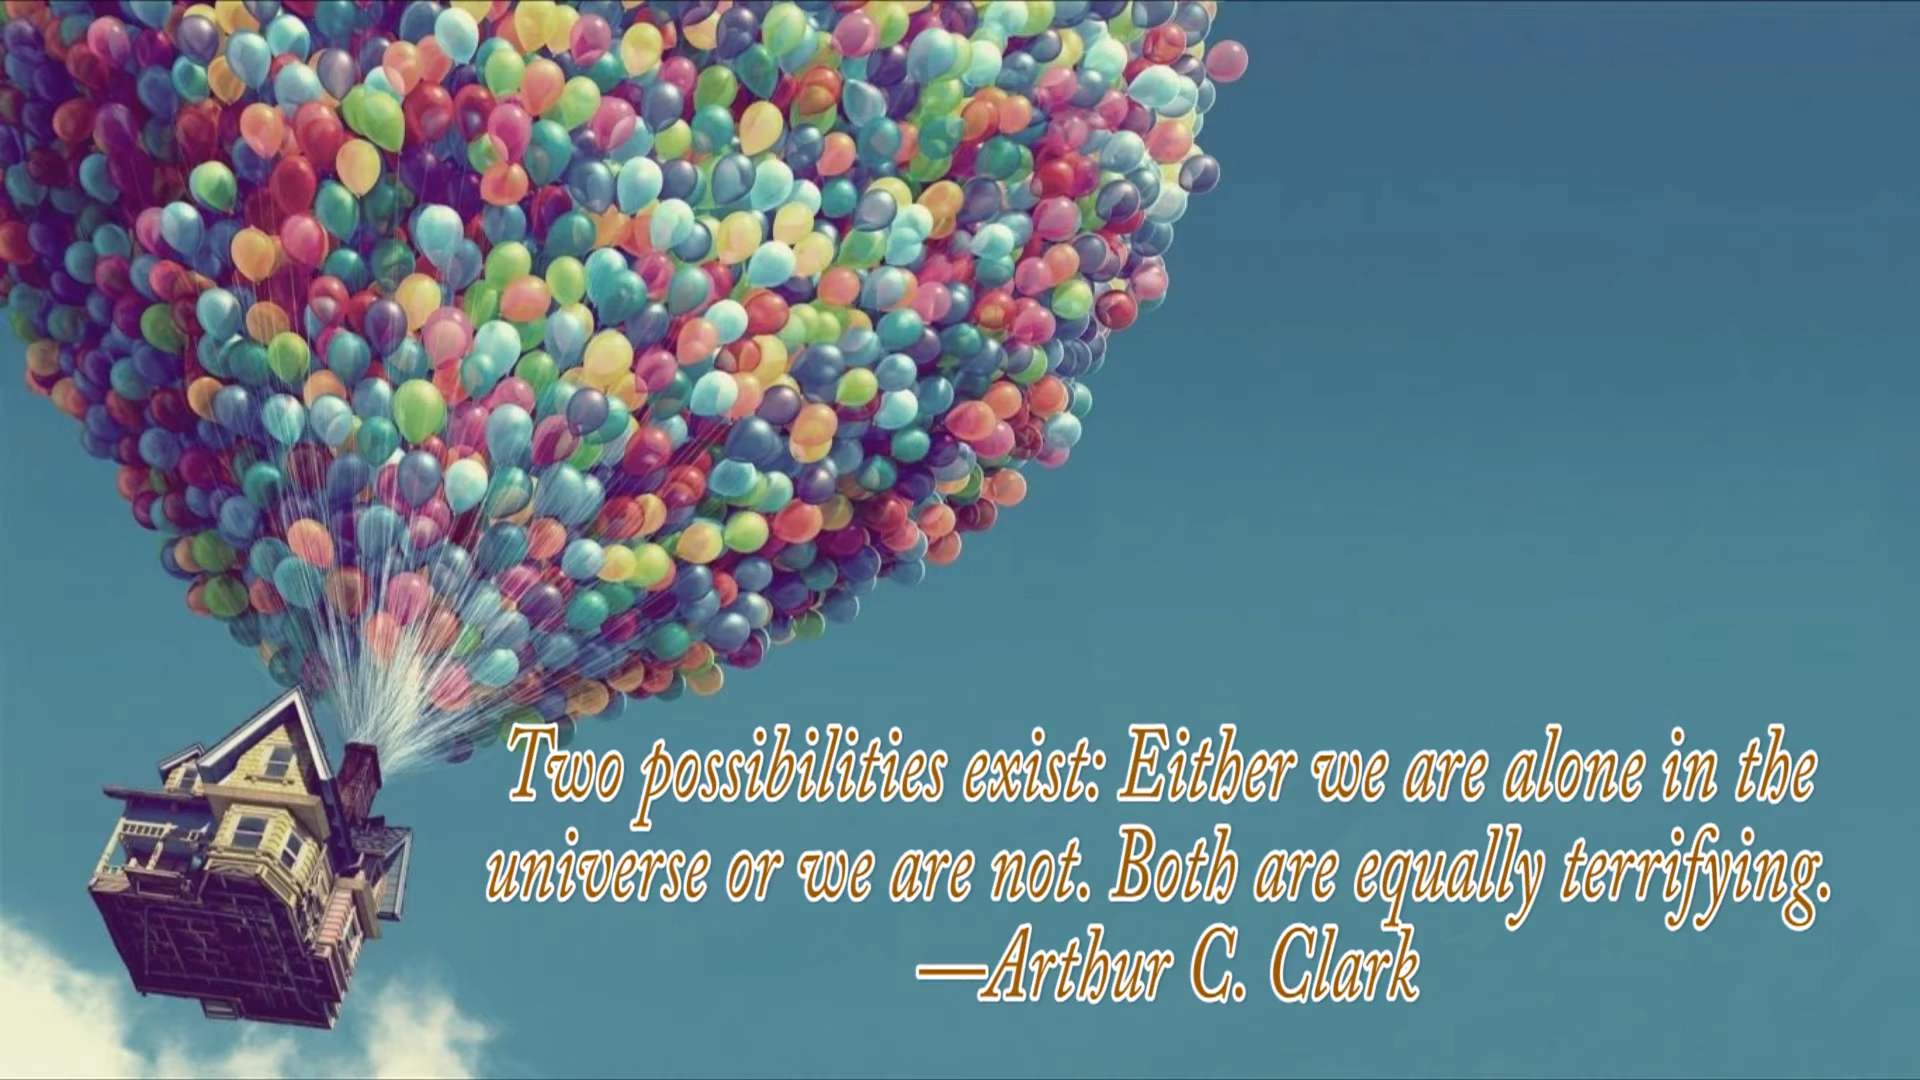 Two possibilities exist: Either we are alone in the
universe or we are not. Both are equally terrifying.
—Arthur C. Clark